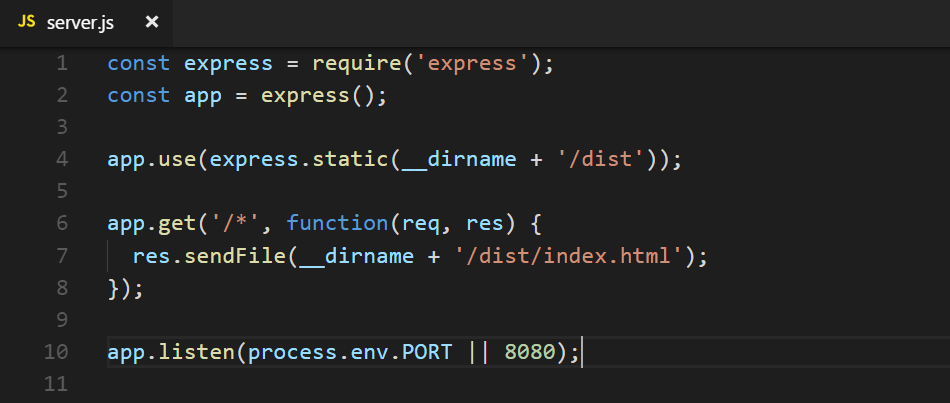 JS server.js ×
1 const express = require('express');
2 const app = express();
3
4 app.use(express.static(__dirname + '/dist'));
5
6 app.get('/*', function(req, res) {
7   res.sendFile(__dirname + '/dist/index.html');
8 });
9
10 app.listen(process.env.PORT || 8080);
11